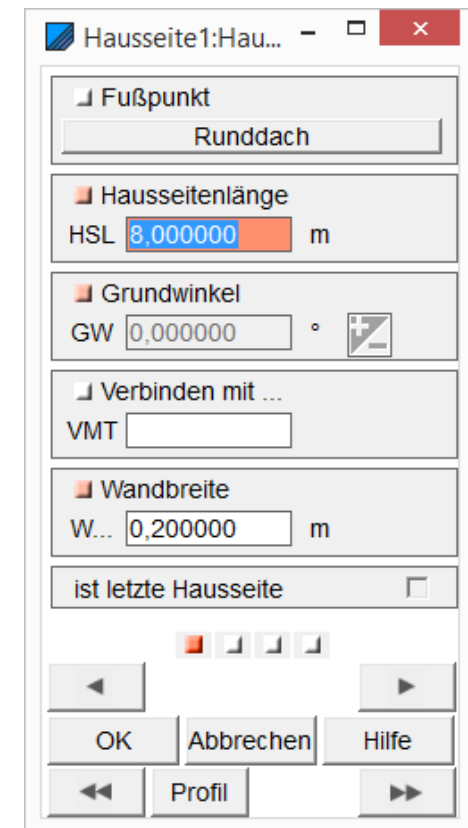 Hausseite1:Hau...
Fußpunkt
Runddach
Hausseitenlänge
HSL 8,000000 m
Grundwinkel
GW 0,000000 °
Verbinden mit ...
VMT
Wandbreite
W... 0,200000 m
ist letzte Hausseite
OK Abbrechen Hilfe
Profil